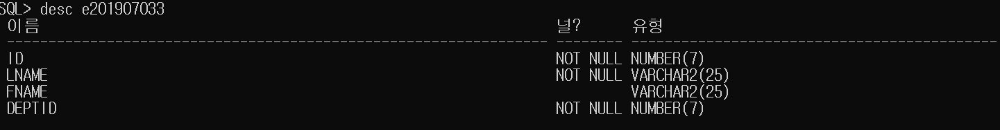 SQL> desc e201907033
이름 널? 유형
----------------------------------------------------------------- -------- --------------------------------------------
ID NOT NULL NUMBER(7)
LNAME NOT NULL VARCHAR2(25)
FNAME VARCHAR2(25)
DEPTID NOT NULL NUMBER(7)